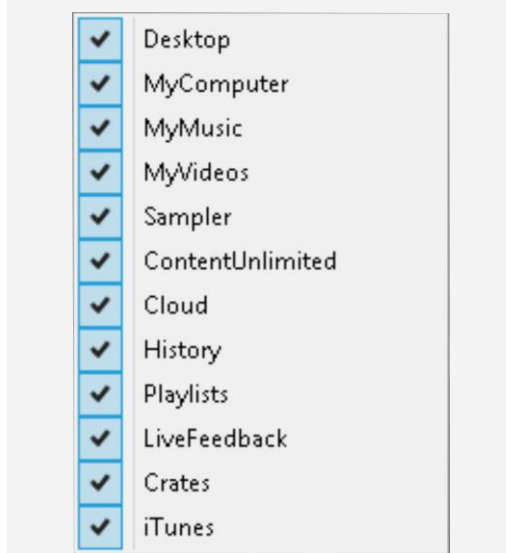 Desktop
MyComputer
MyMusic
MyVideos
Sampler
ContentUnlimited
Cloud
History
Playlists
LiveFeedback
Crates
iTunes